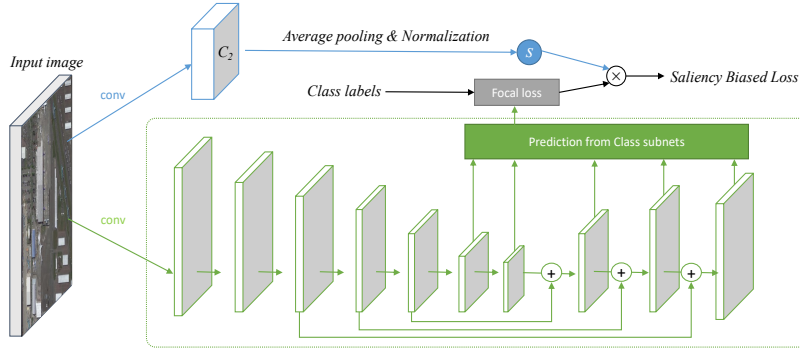 Input image
C2
Average pooling & Normalization
S
conv
Class labels
Focal loss
×
Saliency Biased Loss
Prediction from Class subnets
conv
+
+
+